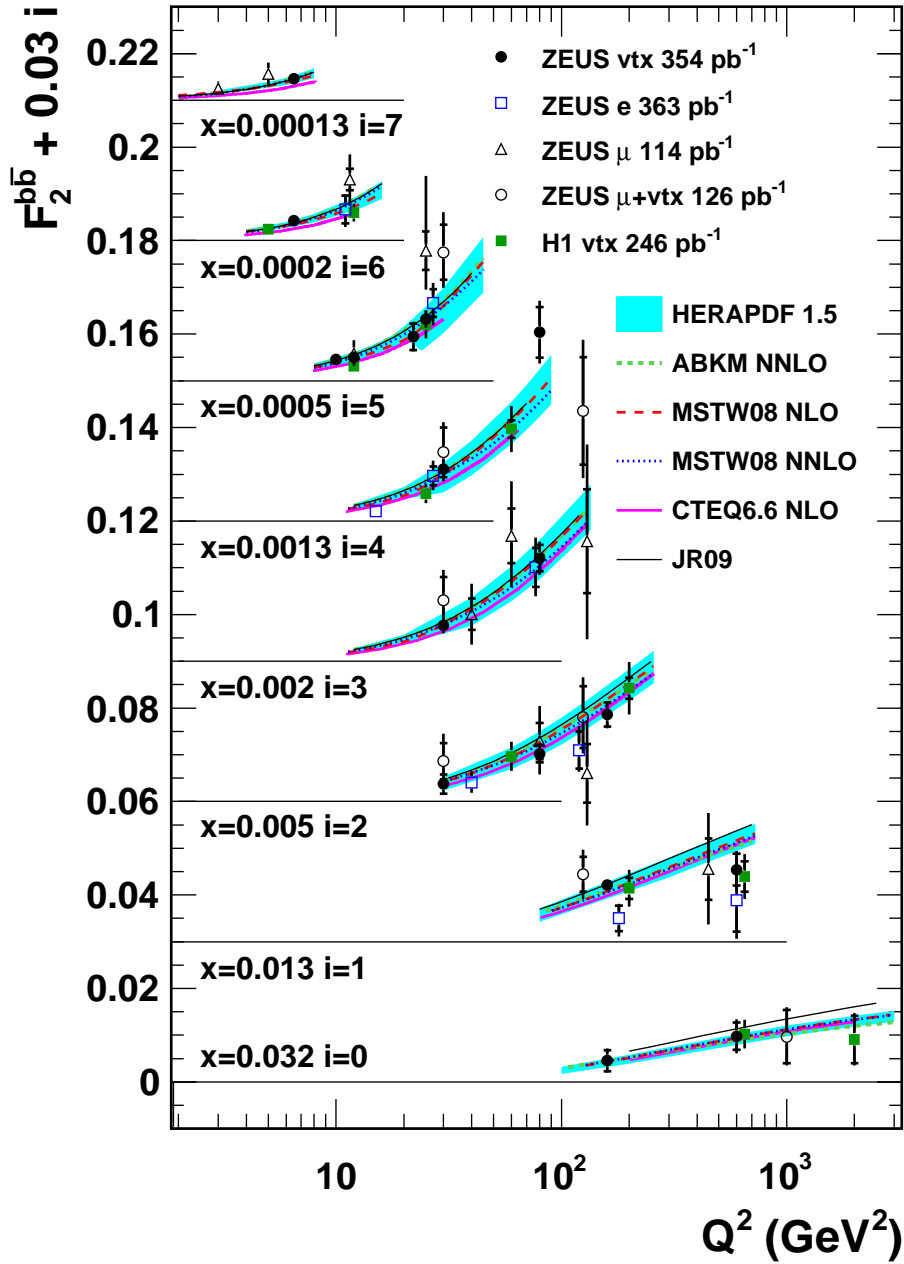 F₂^bb̄ + 0.03 i
0.22
0.2
0.18
0.16
0.14
0.12
0.1
0.08
0.06
0.04
0.02
0
ZEUS vtx 354 pb⁻¹
ZEUS e 363 pb⁻¹
ZEUS μ 114 pb⁻¹
ZEUS μ+vtx 126 pb⁻¹
H1 vtx 246 pb⁻¹
HERAPDF 1.5
ABKM NNLO
MSTW08 NLO
MSTW08 NNLO
CTEQ6.6 NLO
JR09
x=0.00013 i=7
x=0.0002 i=6
x=0.0005 i=5
x=0.0013 i=4
x=0.002 i=3
x=0.005 i=2
x=0.013 i=1
x=0.032 i=0
10
10²
10³
Q² (GeV²)